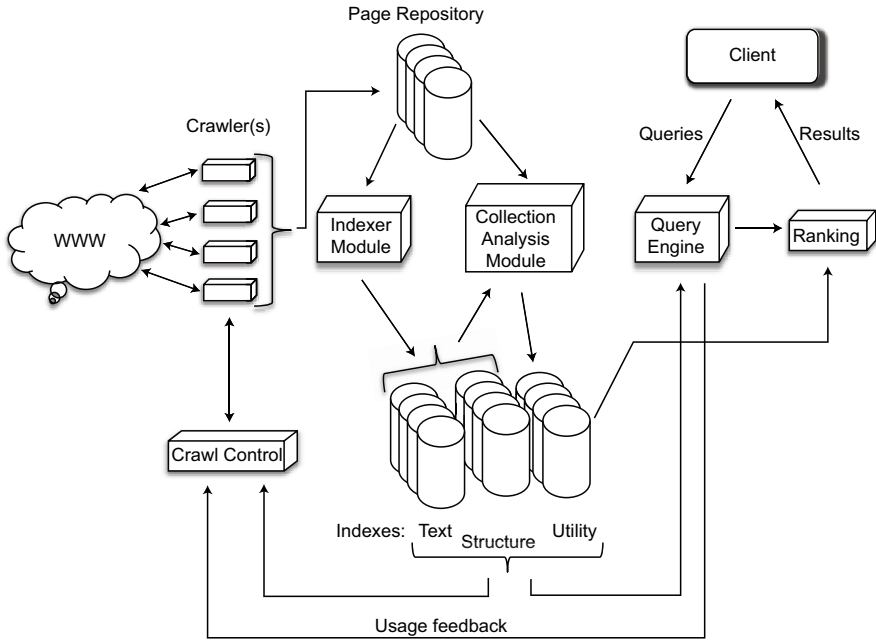 Page Repository
Client
Crawler(s)
Queries
Results
WWW
Indexer
Module
Collection
Analysis
Module
Query
Engine
Ranking
Crawl Control
Indexes: Text
Structure
Utility
Usage feedback